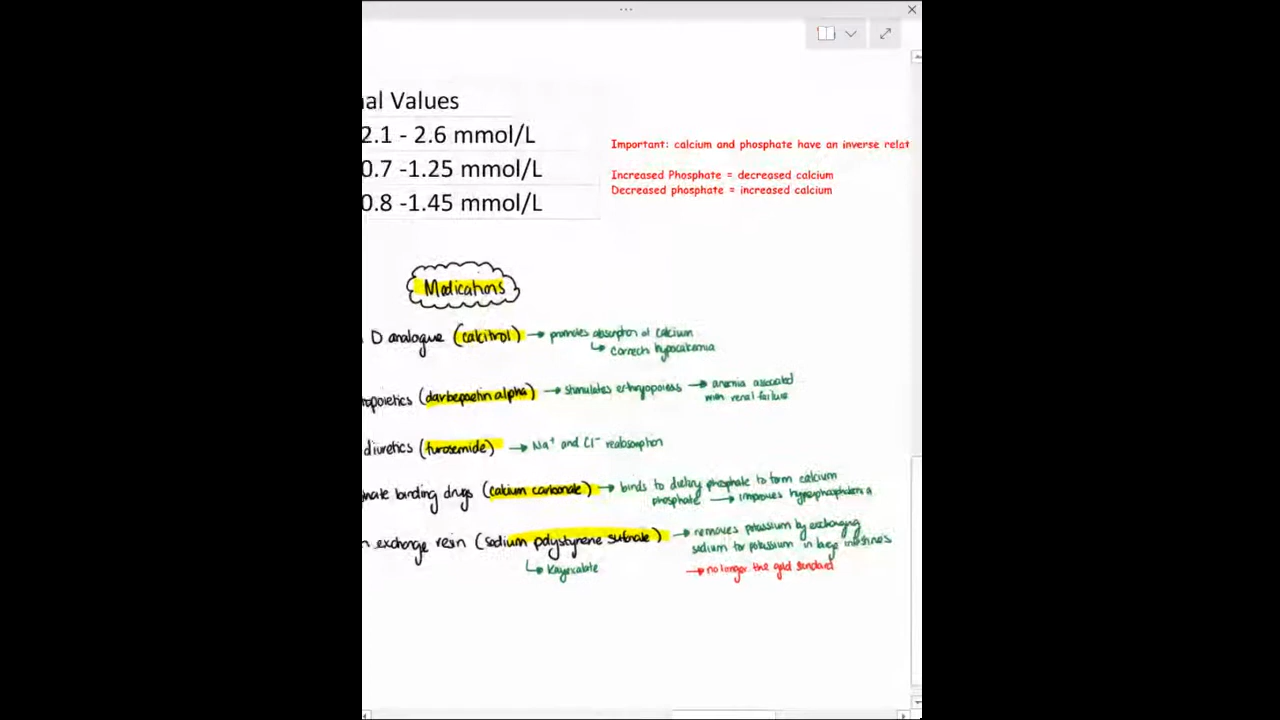 al Values
2.1 - 2.6 mmol/L
0.7 -1.25 mmol/L
0.8 -1.45 mmol/L
Important: calcium and phosphate have an inverse relat
Increased Phosphate = decreased calcium
Decreased phosphate = increased calcium
Medications
D analogue (calcitrol) → promotes absorption of calcium
↳ corrects hypocalcemia
opoietics (darbepoetin alpha) → stimulates erthryopoiesis → anemia associated
with renal failure
diuretics (furosemide) → Na+ and Cl- reabsorption
hate binding drugs (calcium carbonate) → binds to dietary phosphate to form calcium
phosphate → improves hyperphosphatemia
n exchange resin (sodium polystyrene sulfonate) → removes potassium by exchanging
sodium for potassium in large intestines
↳ Kayexalate
→ no longer the gold standard